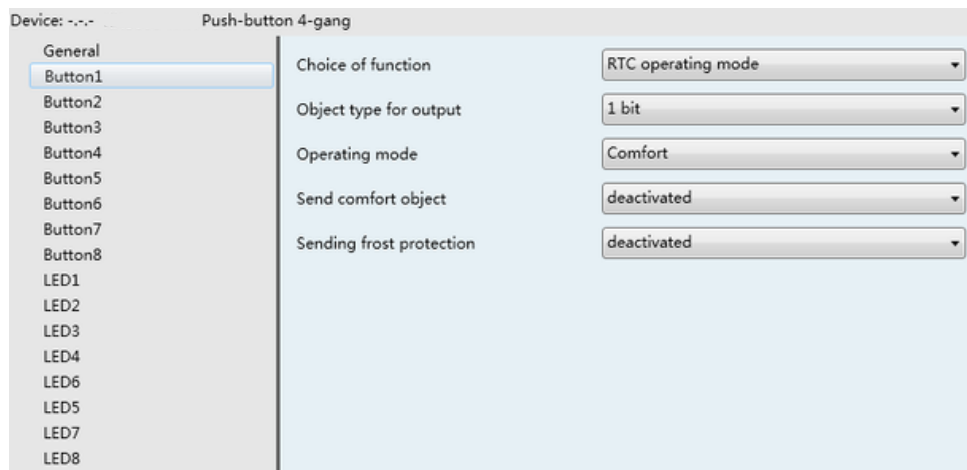 Device: -.-.- Push-button 4-gang
General
Button1
Button2
Button3
Button4
Button5
Button6
Button7
Button8
LED1
LED2
LED3
LED4
LED6
LED5
LED7
LED8
Choice of function RTC operating mode
Object type for output 1 bit
Operating mode Comfort
Send comfort object deactivated
Sending frost protection deactivated